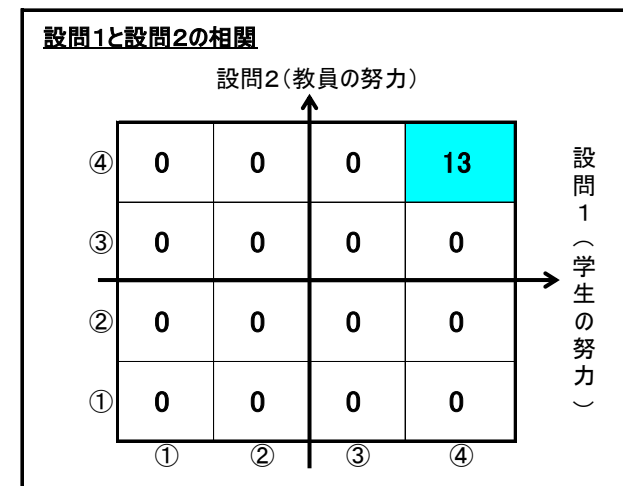 設問1と設問2の相関
設問2(教員の努力)
④ 0 0 0 13
③ 0 0 0 0
② 0 0 0 0
① 0 0 0 0
① ② ③ ④
設問1(学生の努力)